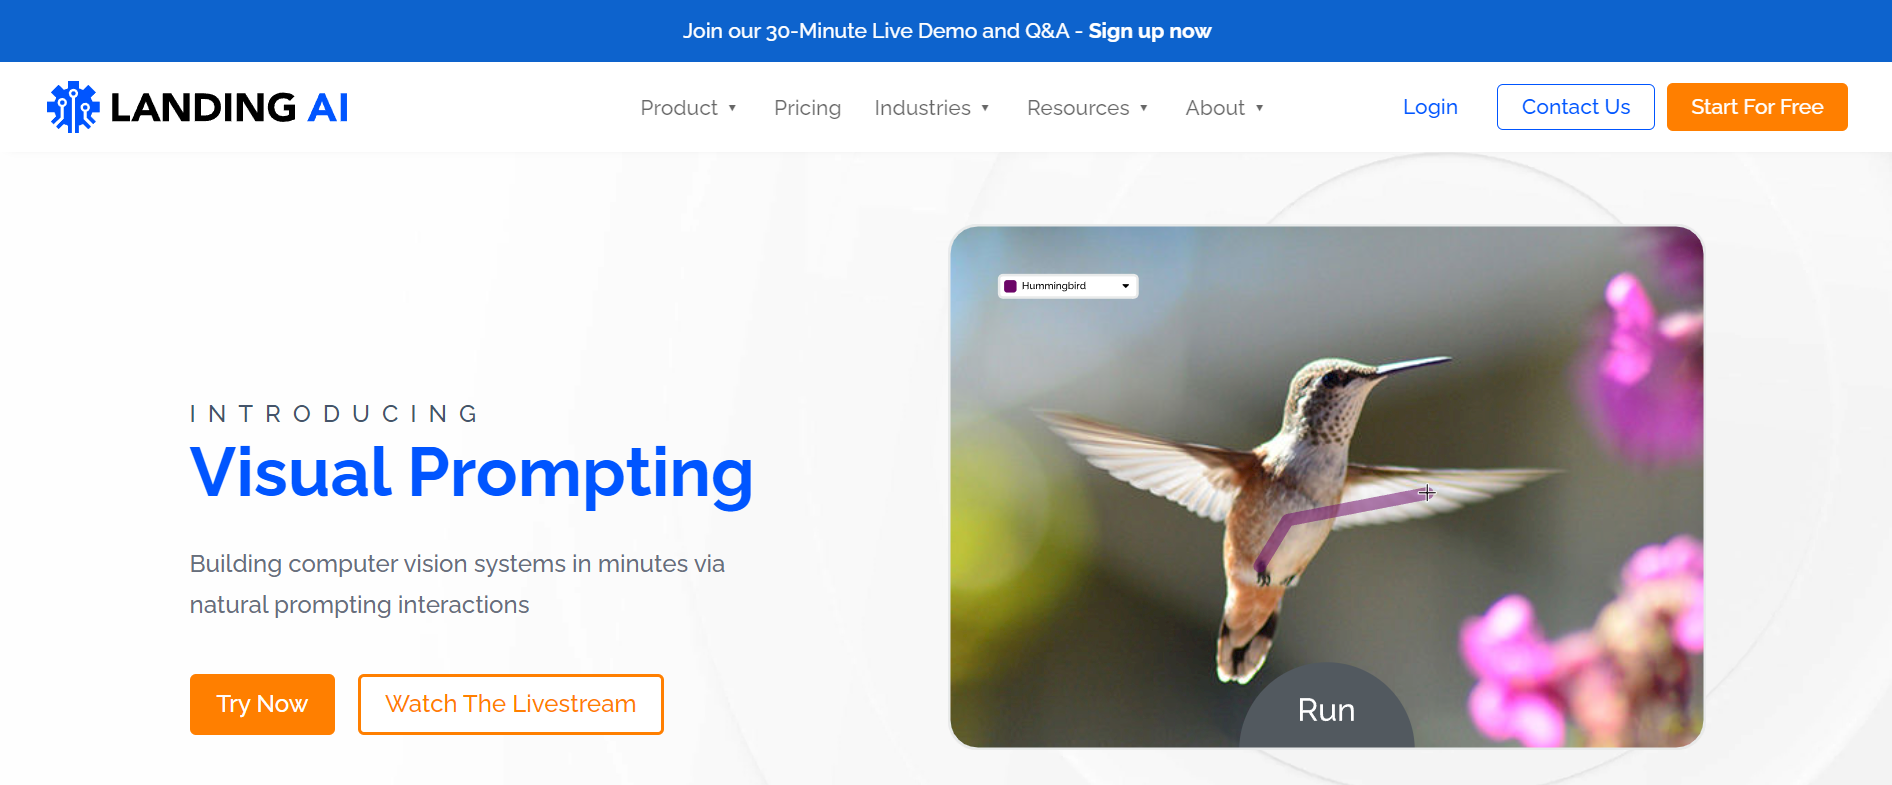 Join our 30-Minute Live Demo and Q&A - Sign up now
LANDING AI
Product
Pricing
Industries
Resources
About
Login
Contact Us
Start For Free
INTRODUCING
Visual Prompting
Building computer vision systems in minutes via
natural prompting interactions
Try Now
Watch The Livestream
Hummingbird
Run